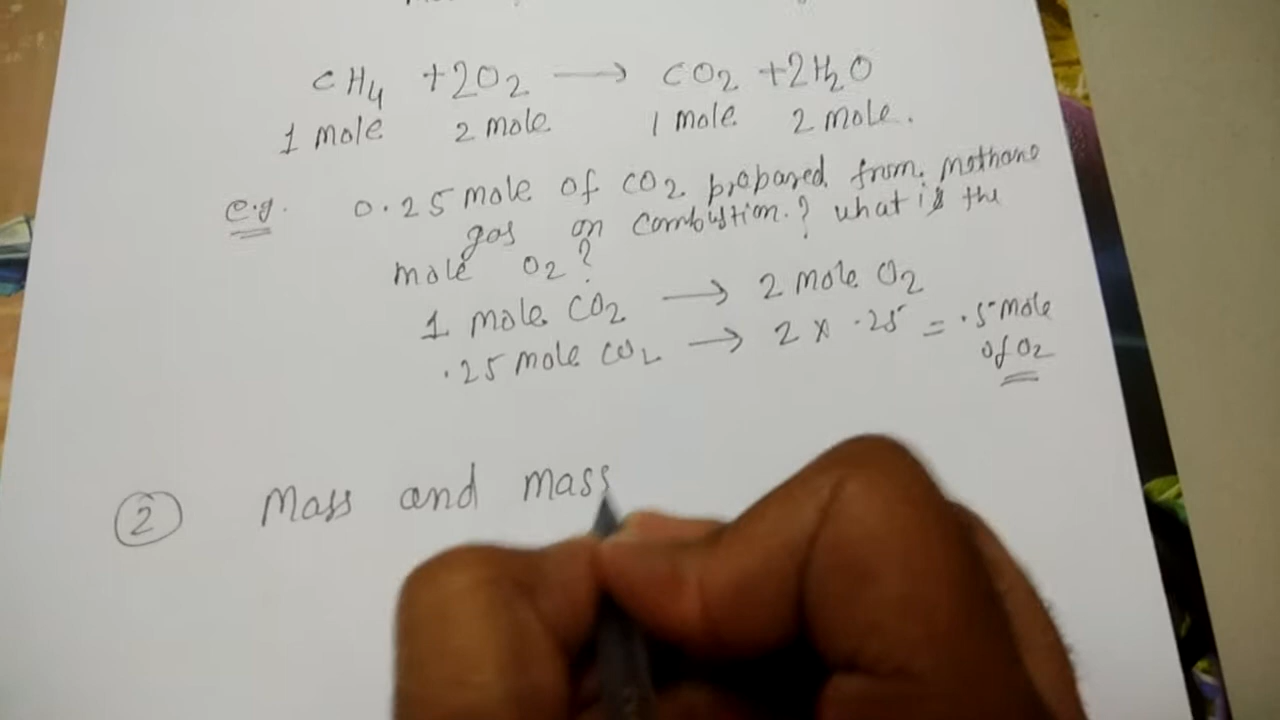 CH4 + 2O2 → CO2 + 2H2O
1 mole 2 mole 1 mole 2 mole.
e.g. 0.25 mole of CO2 prepared from methane
gas on combustion.? what is the
mole O2?
1 mole CO2 → 2 mole O2
.25 mole CO2 → 2 x .25 = .5 mole
of O2
2 Mass and mass